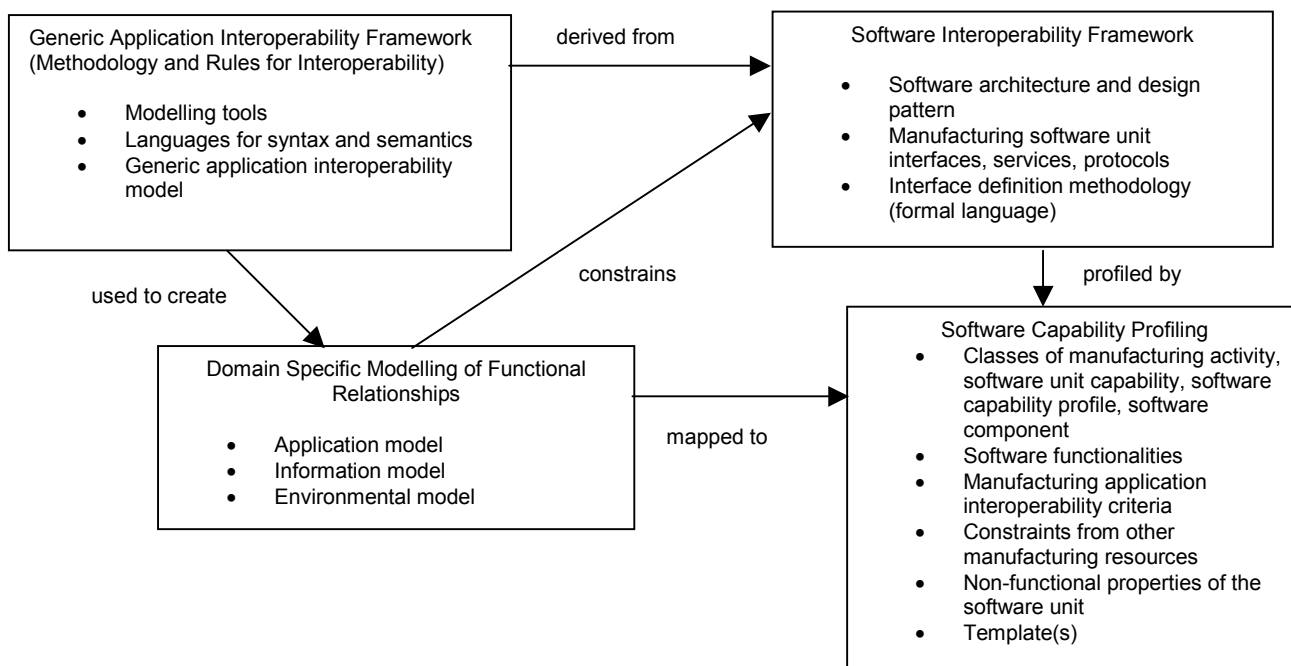 Generic Application Interoperability Framework
(Methodology and Rules for Interoperability)
• Modelling tools
• Languages for syntax and semantics
• Generic application interoperability
model
derived from
Software Interoperability Framework
• Software architecture and design
pattern
• Manufacturing software unit
interfaces, services, protocols
• Interface definition methodology
(formal language)
used to create
constrains
profiled by
Domain Specific Modelling of Functional
Relationships
• Application model
• Information model
• Environmental model
mapped to
Software Capability Profiling
• Classes of manufacturing activity,
software unit capability, software
capability profile, software
component
• Software functionalities
• Manufacturing application
interoperability criteria
• Constraints from other
manufacturing resources
• Non-functional properties of the
software unit
• Template(s)